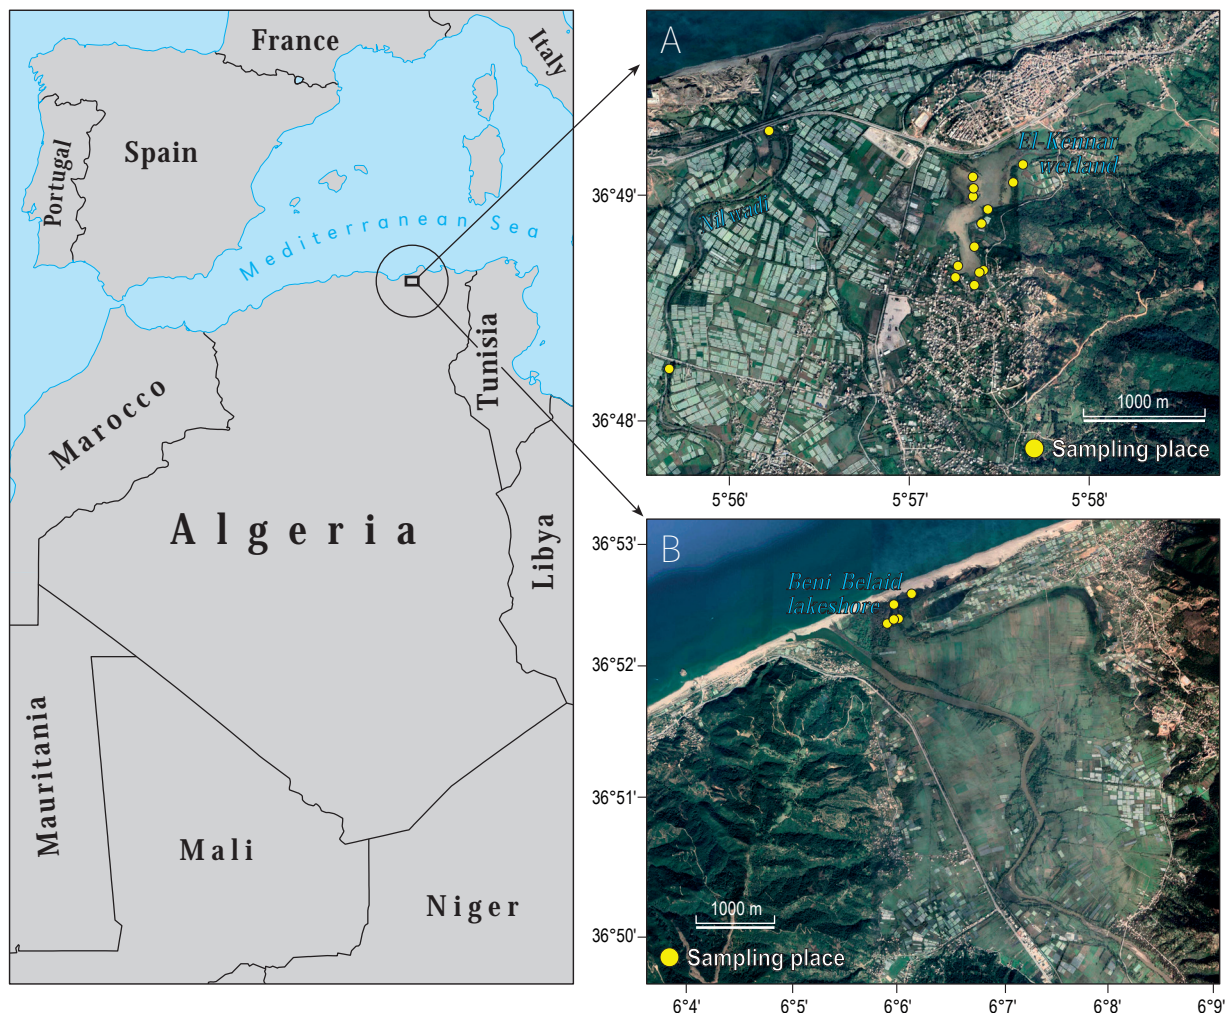 France
Italy
Spain
Portugal
Mediterranean Sea
Tunisia
Marocco
Algeria
Libya
Mauritania
Mali
Niger
A
El Kennar
wetland
Nil wadi
36°49'
36°48'
1000 m
Sampling place
5°56'
5°57'
5°58'
B
Beni Belaid
lakeshore
36°53'
36°52'
36°51'
36°50'
1000 m
Sampling place
6°4'
6°5'
6°6'
6°7'
6°8'
6°9'